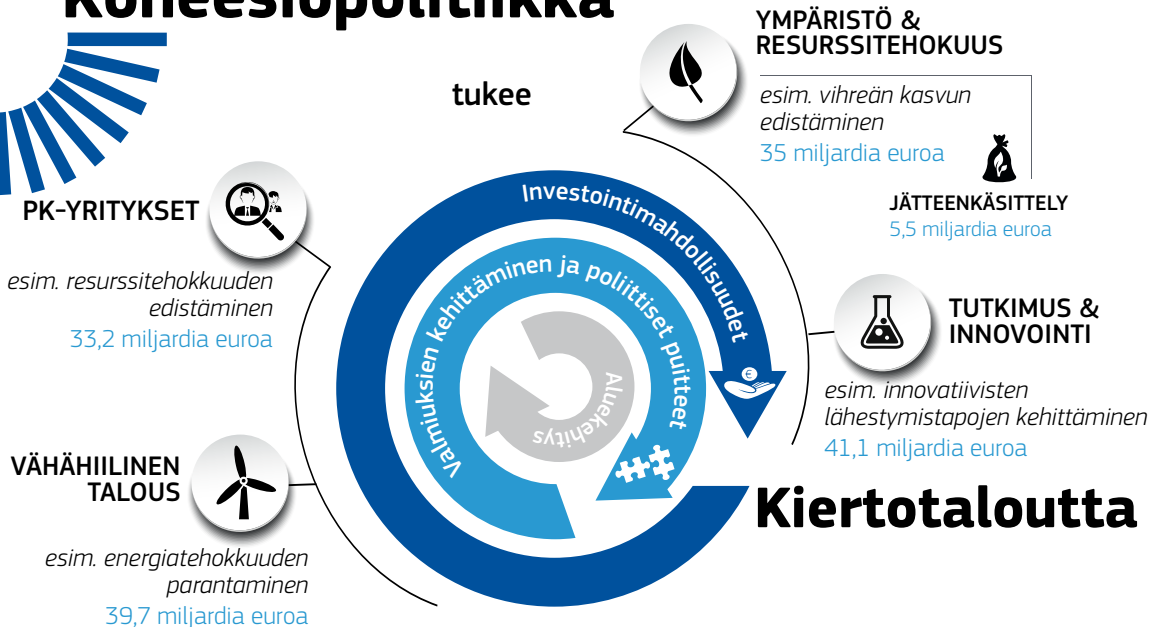 Koheesiopolitiikka
tukee
YMPÄRISTÖ &
RESURSSITEHOKUUS
esim. vihreän kasvun
edistäminen
35 miljardia euroa
JÄTTEENKÄSITTELY
5,5 miljardia euroa
PK-YRITYKSET
esim. resurssitehokkuuden
edistäminen
33,2 miljardia euroa
Investointimahdollisuudet
€
Valmiuksien kehittäminen ja poliittiset puitteet
Aluekehitys
TUTKIMUS &
INNOVOINTI
esim. innovatiivisten
lähestymistapojen kehittäminen
41,1 miljardia euroa
VÄHÄHIILINEN
TALOUS
esim. energiatehokkuuden
parantaminen
39,7 miljardia euroa
Kiertotaloutta